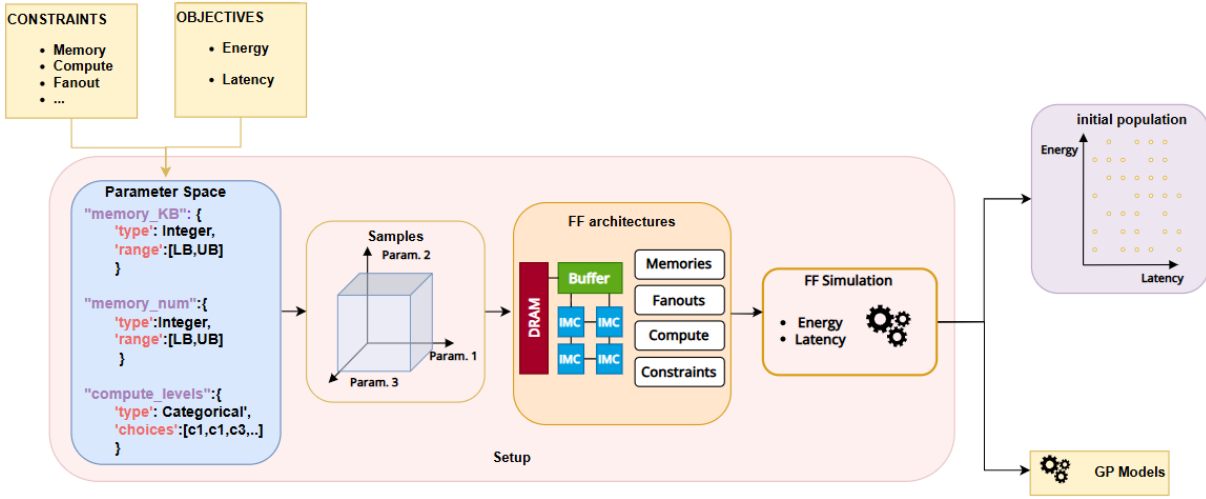 CONSTRAINTS
• Memory
• Compute
• Fanout
• ...
OBJECTIVES
• Energy
• Latency
Parameter Space
"memory_KB": {
'type': Integer,
'range':[LB,UB]
}
"memory_num":{
'type':Integer,
'range':[LB,UB]
}
"compute_levels":{
'type': Categorical',
'choices':[c1,c1,c3,..]
}
Samples
Param. 2
Param. 1
Param. 3
FF architectures
DRAM
Buffer
IMC
IMC
IMC
IMC
Memories
Fanouts
Compute
Constraints
FF Simulation
• Energy
• Latency
Setup
initial population
Energy
Latency
GP Models